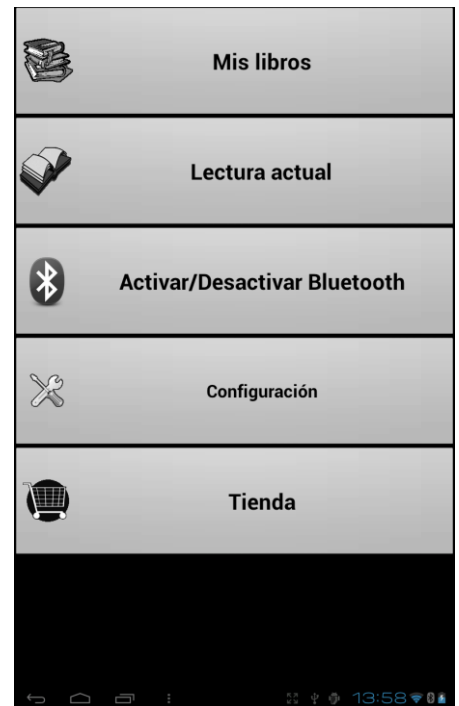 Mis libros
Lectura actual
Activar/Desactivar Bluetooth
Configuración
Tienda
13:58